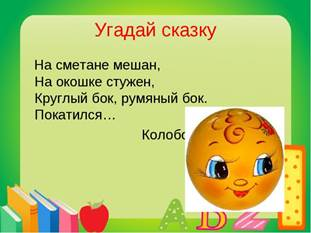 Угадай сказку
На сметане мешан,
На окошке стужен,
Круглый бок, румяный бок.
Покатился…